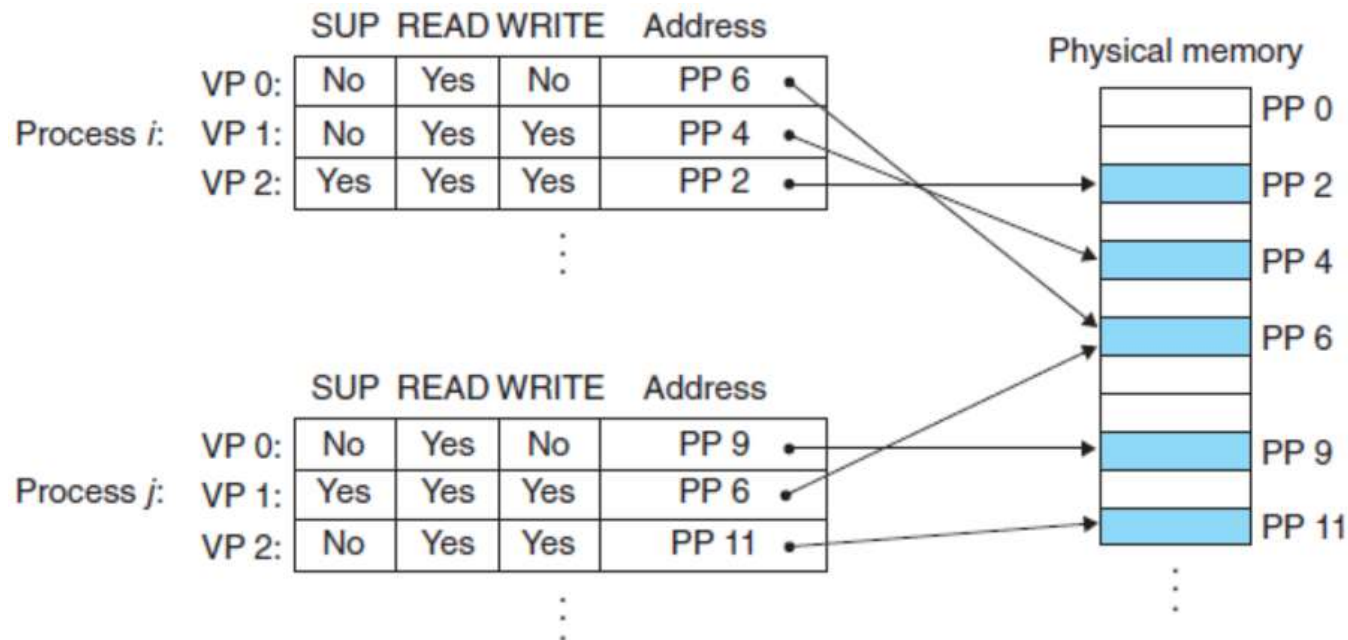 SUP READ WRITE Address
Process i:
VP 0: No Yes No PP 6
VP 1: No Yes Yes PP 4
VP 2: Yes Yes Yes PP 2
Physical memory
PP 0
PP 2
PP 4
PP 6
PP 9
PP 11
SUP READ WRITE Address
Process j:
VP 0: No Yes No PP 9
VP 1: Yes Yes Yes PP 6
VP 2: No Yes Yes PP 11